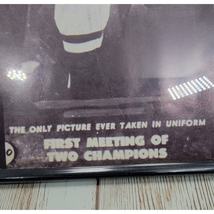 THE ONLY PICTURE EVER TAKEN IN UNIFORM
FIRST MEETING OF
TWO CHAMPIONS